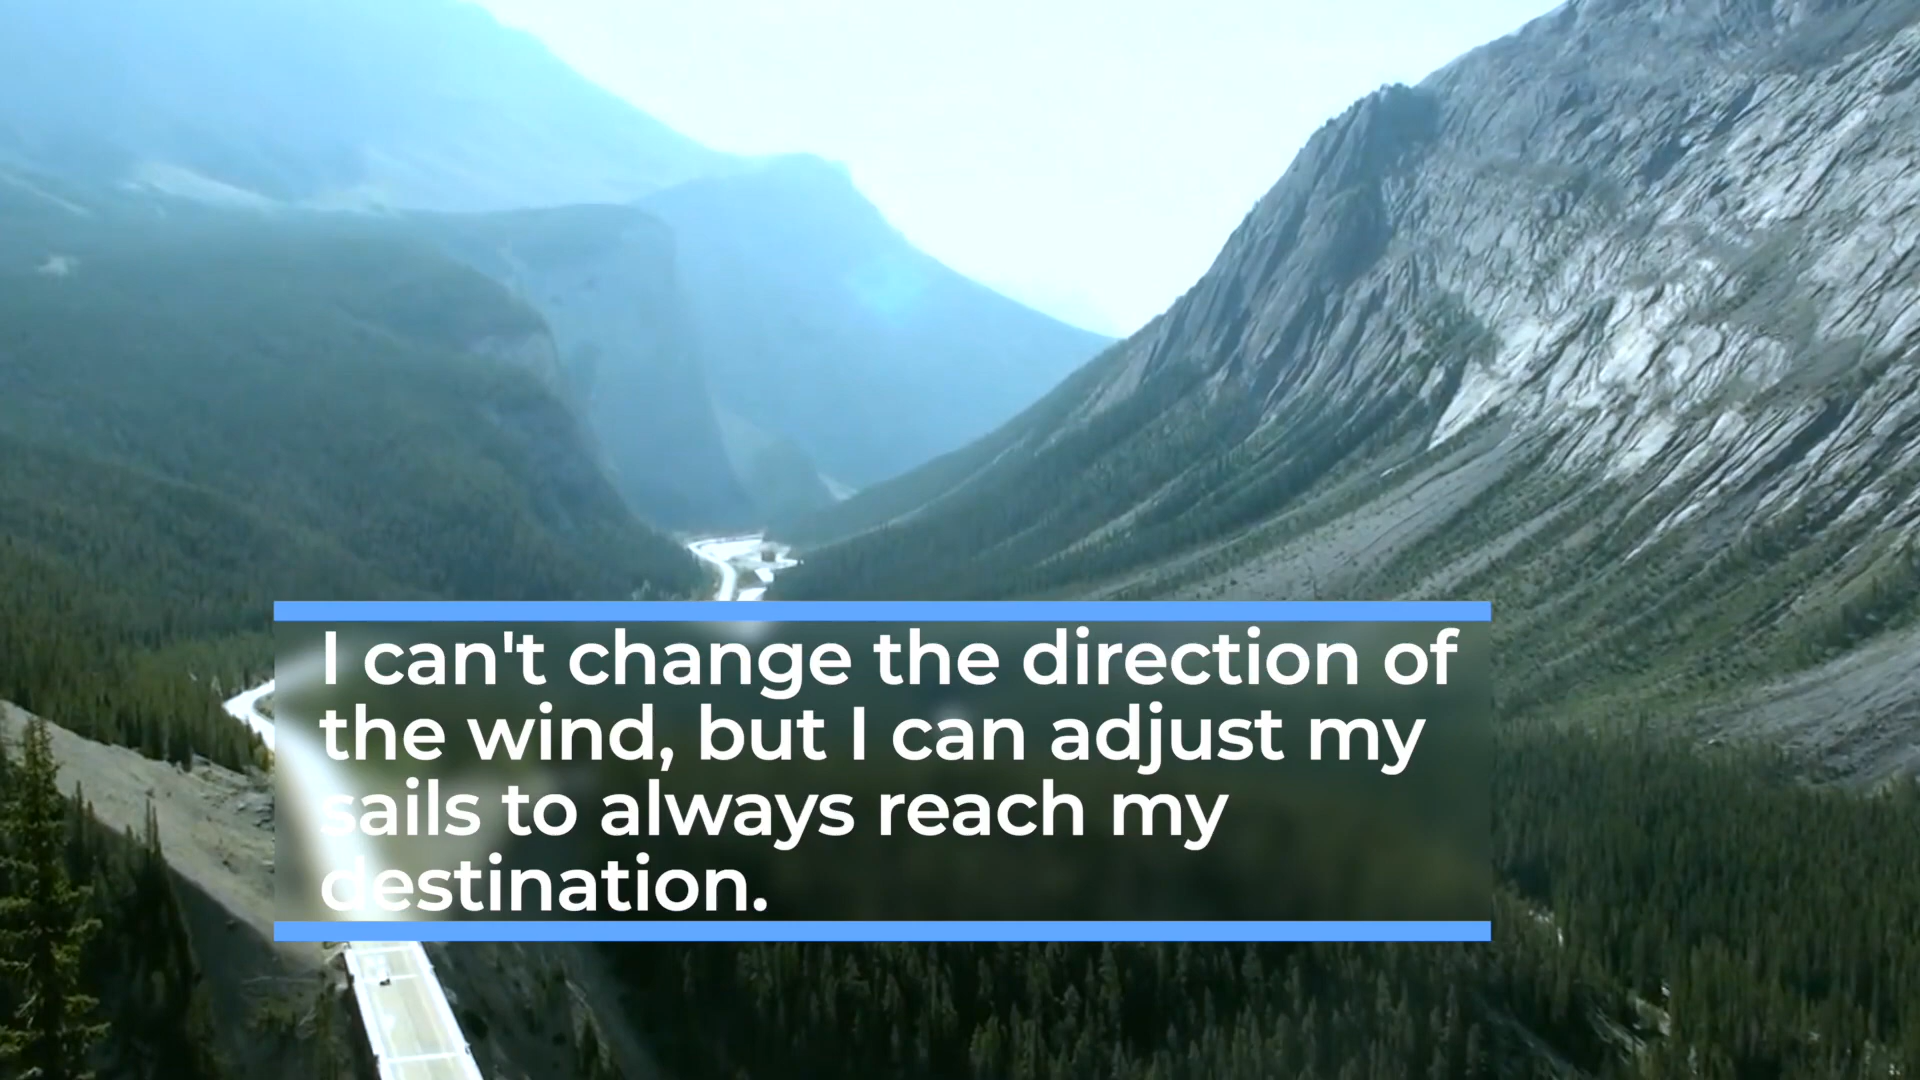 I can't change the direction of
the wind, but I can adjust my
sails to always reach my
destination.